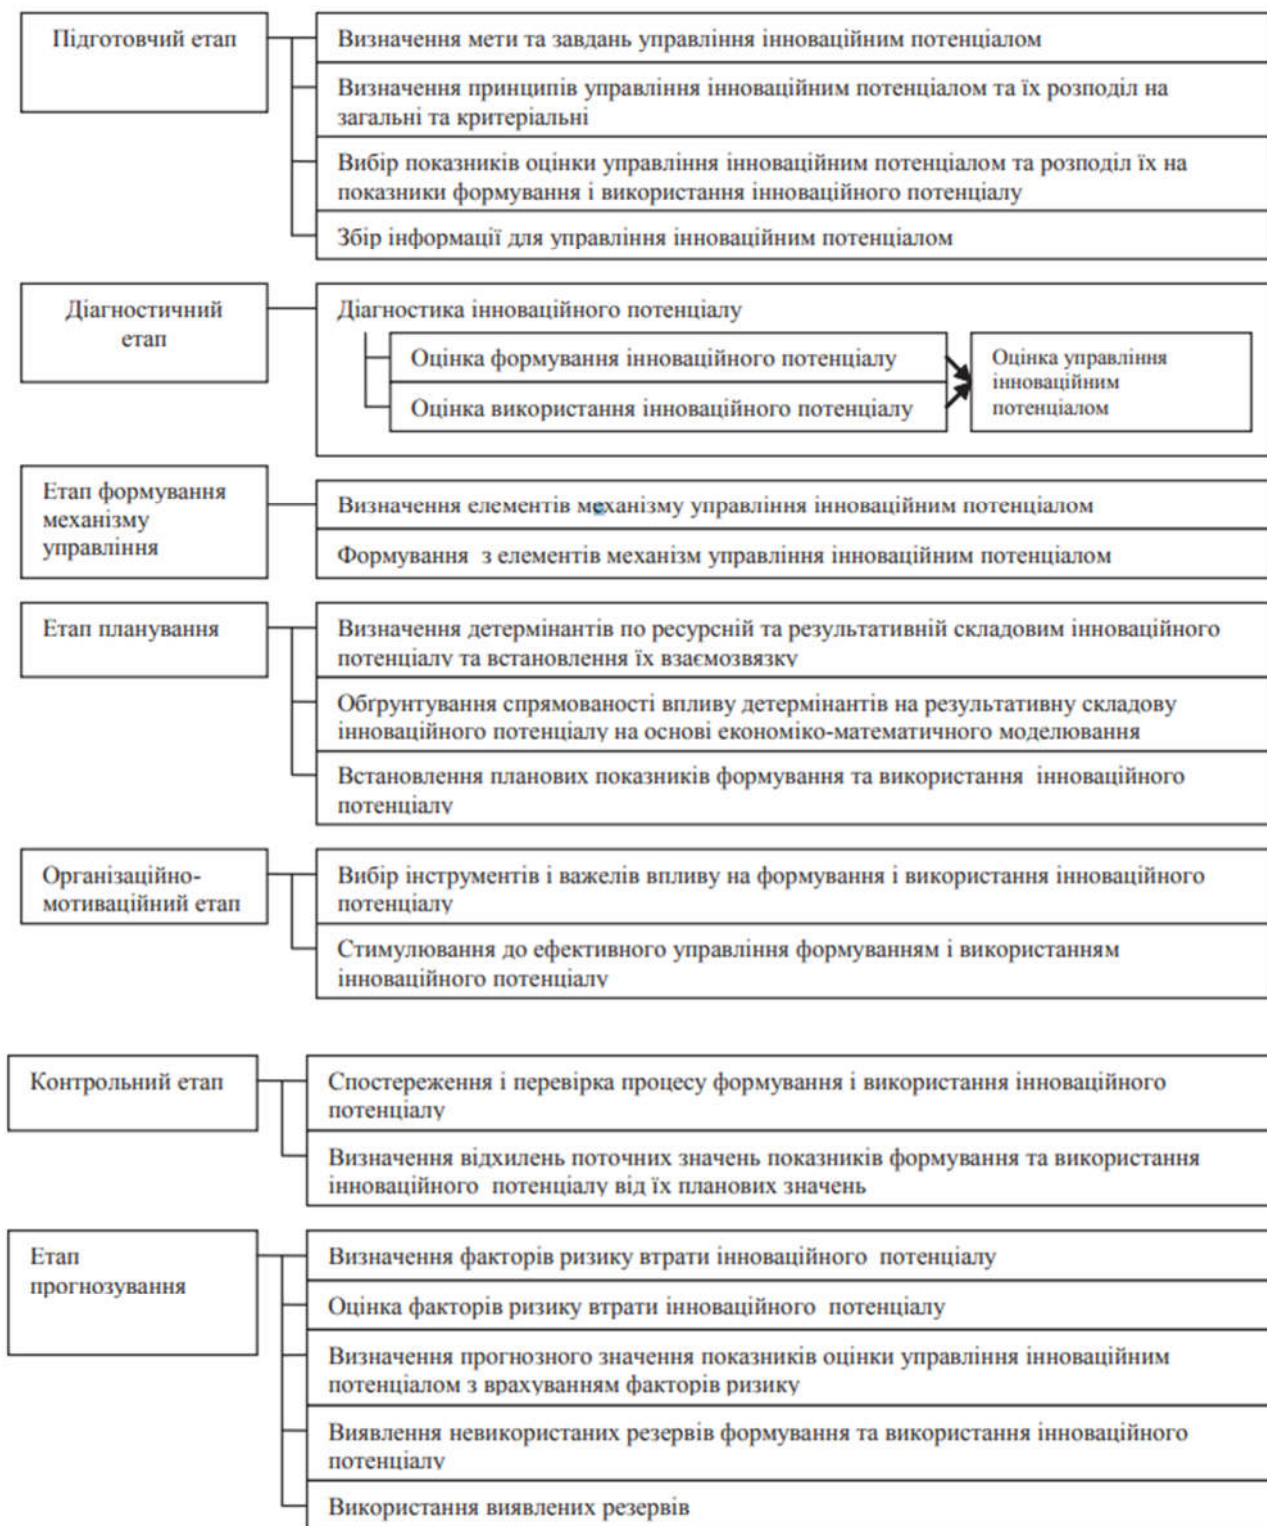 Підготовчий етап
Визначення мети та завдань управління інноваційним потенціалом
Визначення принципів управління інноваційним потенціалом та їх розподіл на
загальні та критеріальні
Вибір показників оцінки управління інноваційним потенціалом та розподіл їх на
показники формування і використання інноваційного потенціалу
Збір інформації для управління інноваційним потенціалом
Діагностичний
етап
Діагностика інноваційного потенціалу
Оцінка формування інноваційного потенціалу
Оцінка використання інноваційного потенціалу
Оцінка управління
інноваційним
потенціалом
Етап формування
механізму
управління
Визначення елементів механізму управління інноваційним потенціалом
Формування з елементів механізм управління інноваційним потенціалом
Етап планування
Визначення детермінантів по ресурсній та результативній складовим інноваційного
потенціалу та встановлення їх взаємозвязку
Обґрунтування спрямованості впливу детермінантів на результативну складову
інноваційного потенціалу на основі економіко-математичного моделювання
Встановлення планових показників формування та використання інноваційного
потенціалу
Організаційно-
мотиваційний етап
Вибір інструментів і важелів впливу на формування і використання інноваційного
потенціалу
Стимулювання до ефективного управління формуванням і використанням
інноваційного потенціалу
Контрольний етап
Спостереження і перевірка процесу формування і використання інноваційного
потенціалу
Визначення відхилень поточних значень показників формування та використання
інноваційного потенціалу від їх планових значень
Етап
прогнозування
Визначення факторів ризику втрати інноваційного потенціалу
Оцінка факторів ризику втрати інноваційного потенціалу
Визначення прогнозного значення показників оцінки управління інноваційним
потенціалом з врахуванням факторів ризику
Виявлення невикористаних резервів формування та використання інноваційного
потенціалу
Використання виявлених резервів